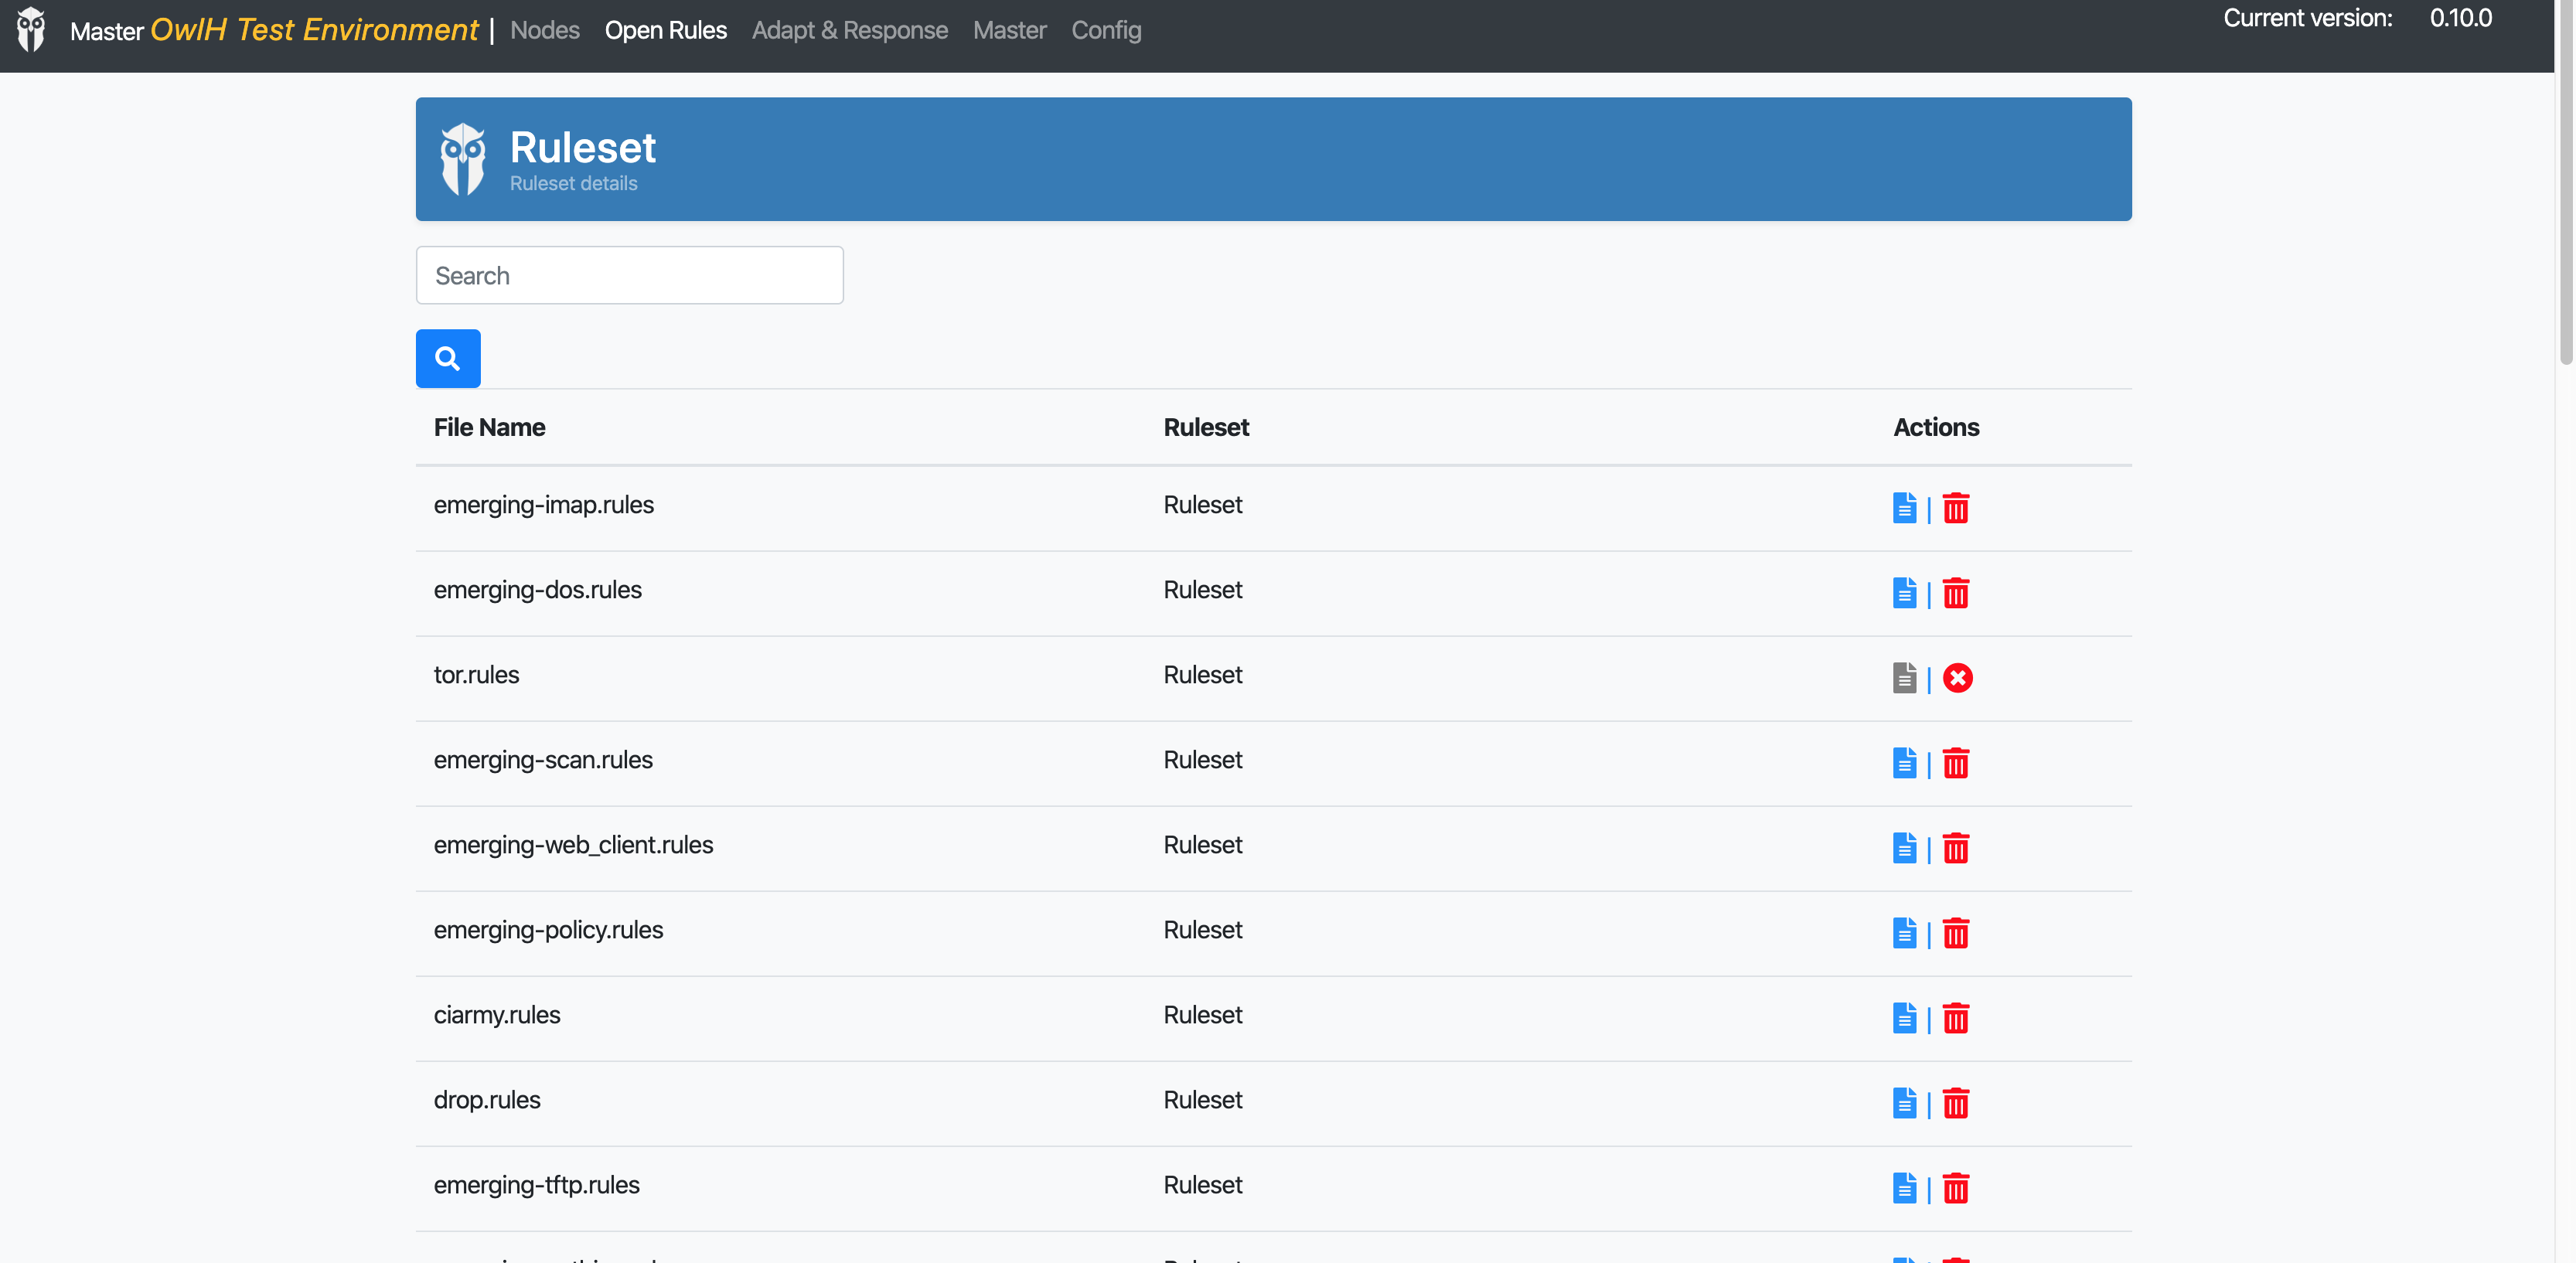 Master OwlH Test Environment | Nodes Open Rules Adapt & Response Master Config Current version: 0.10.0
Ruleset
Ruleset details
Search
File Name Ruleset Actions
emerging-imap.rules Ruleset |
emerging-dos.rules Ruleset |
tor.rules Ruleset |
emerging-scan.rules Ruleset |
emerging-web_client.rules Ruleset |
emerging-policy.rules Ruleset |
ciarmy.rules Ruleset |
drop.rules Ruleset |
emerging-tftp.rules Ruleset |